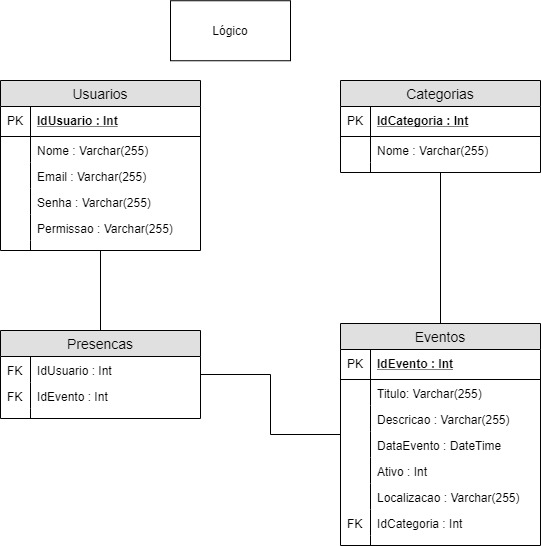 Lógico
Usuarios
PK IdUsuario : Int
Nome : Varchar(255)
Email : Varchar(255)
Senha : Varchar(255)
Permissao : Varchar(255)
Categorias
PK IdCategoria : Int
Nome : Varchar(255)
Presencas
FK IdUsuario : Int
FK IdEvento : Int
Eventos
PK IdEvento : Int
Titulo: Varchar(255)
Descricao : Varchar(255)
DataEvento : DateTime
Ativo : Int
Localizacao : Varchar(255)
FK IdCategoria : Int